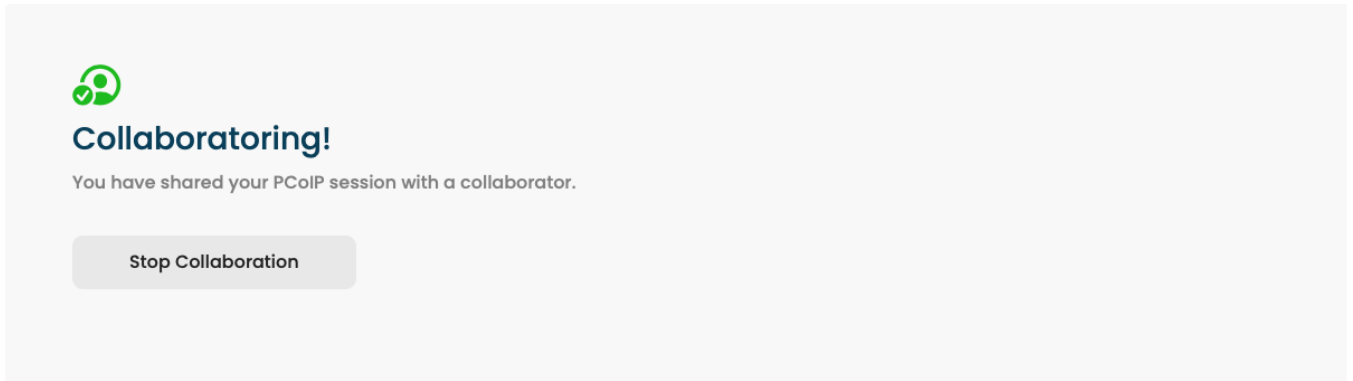 Collaboratoring!
You have shared your PCoIP session with a collaborator.
Stop Collaboration